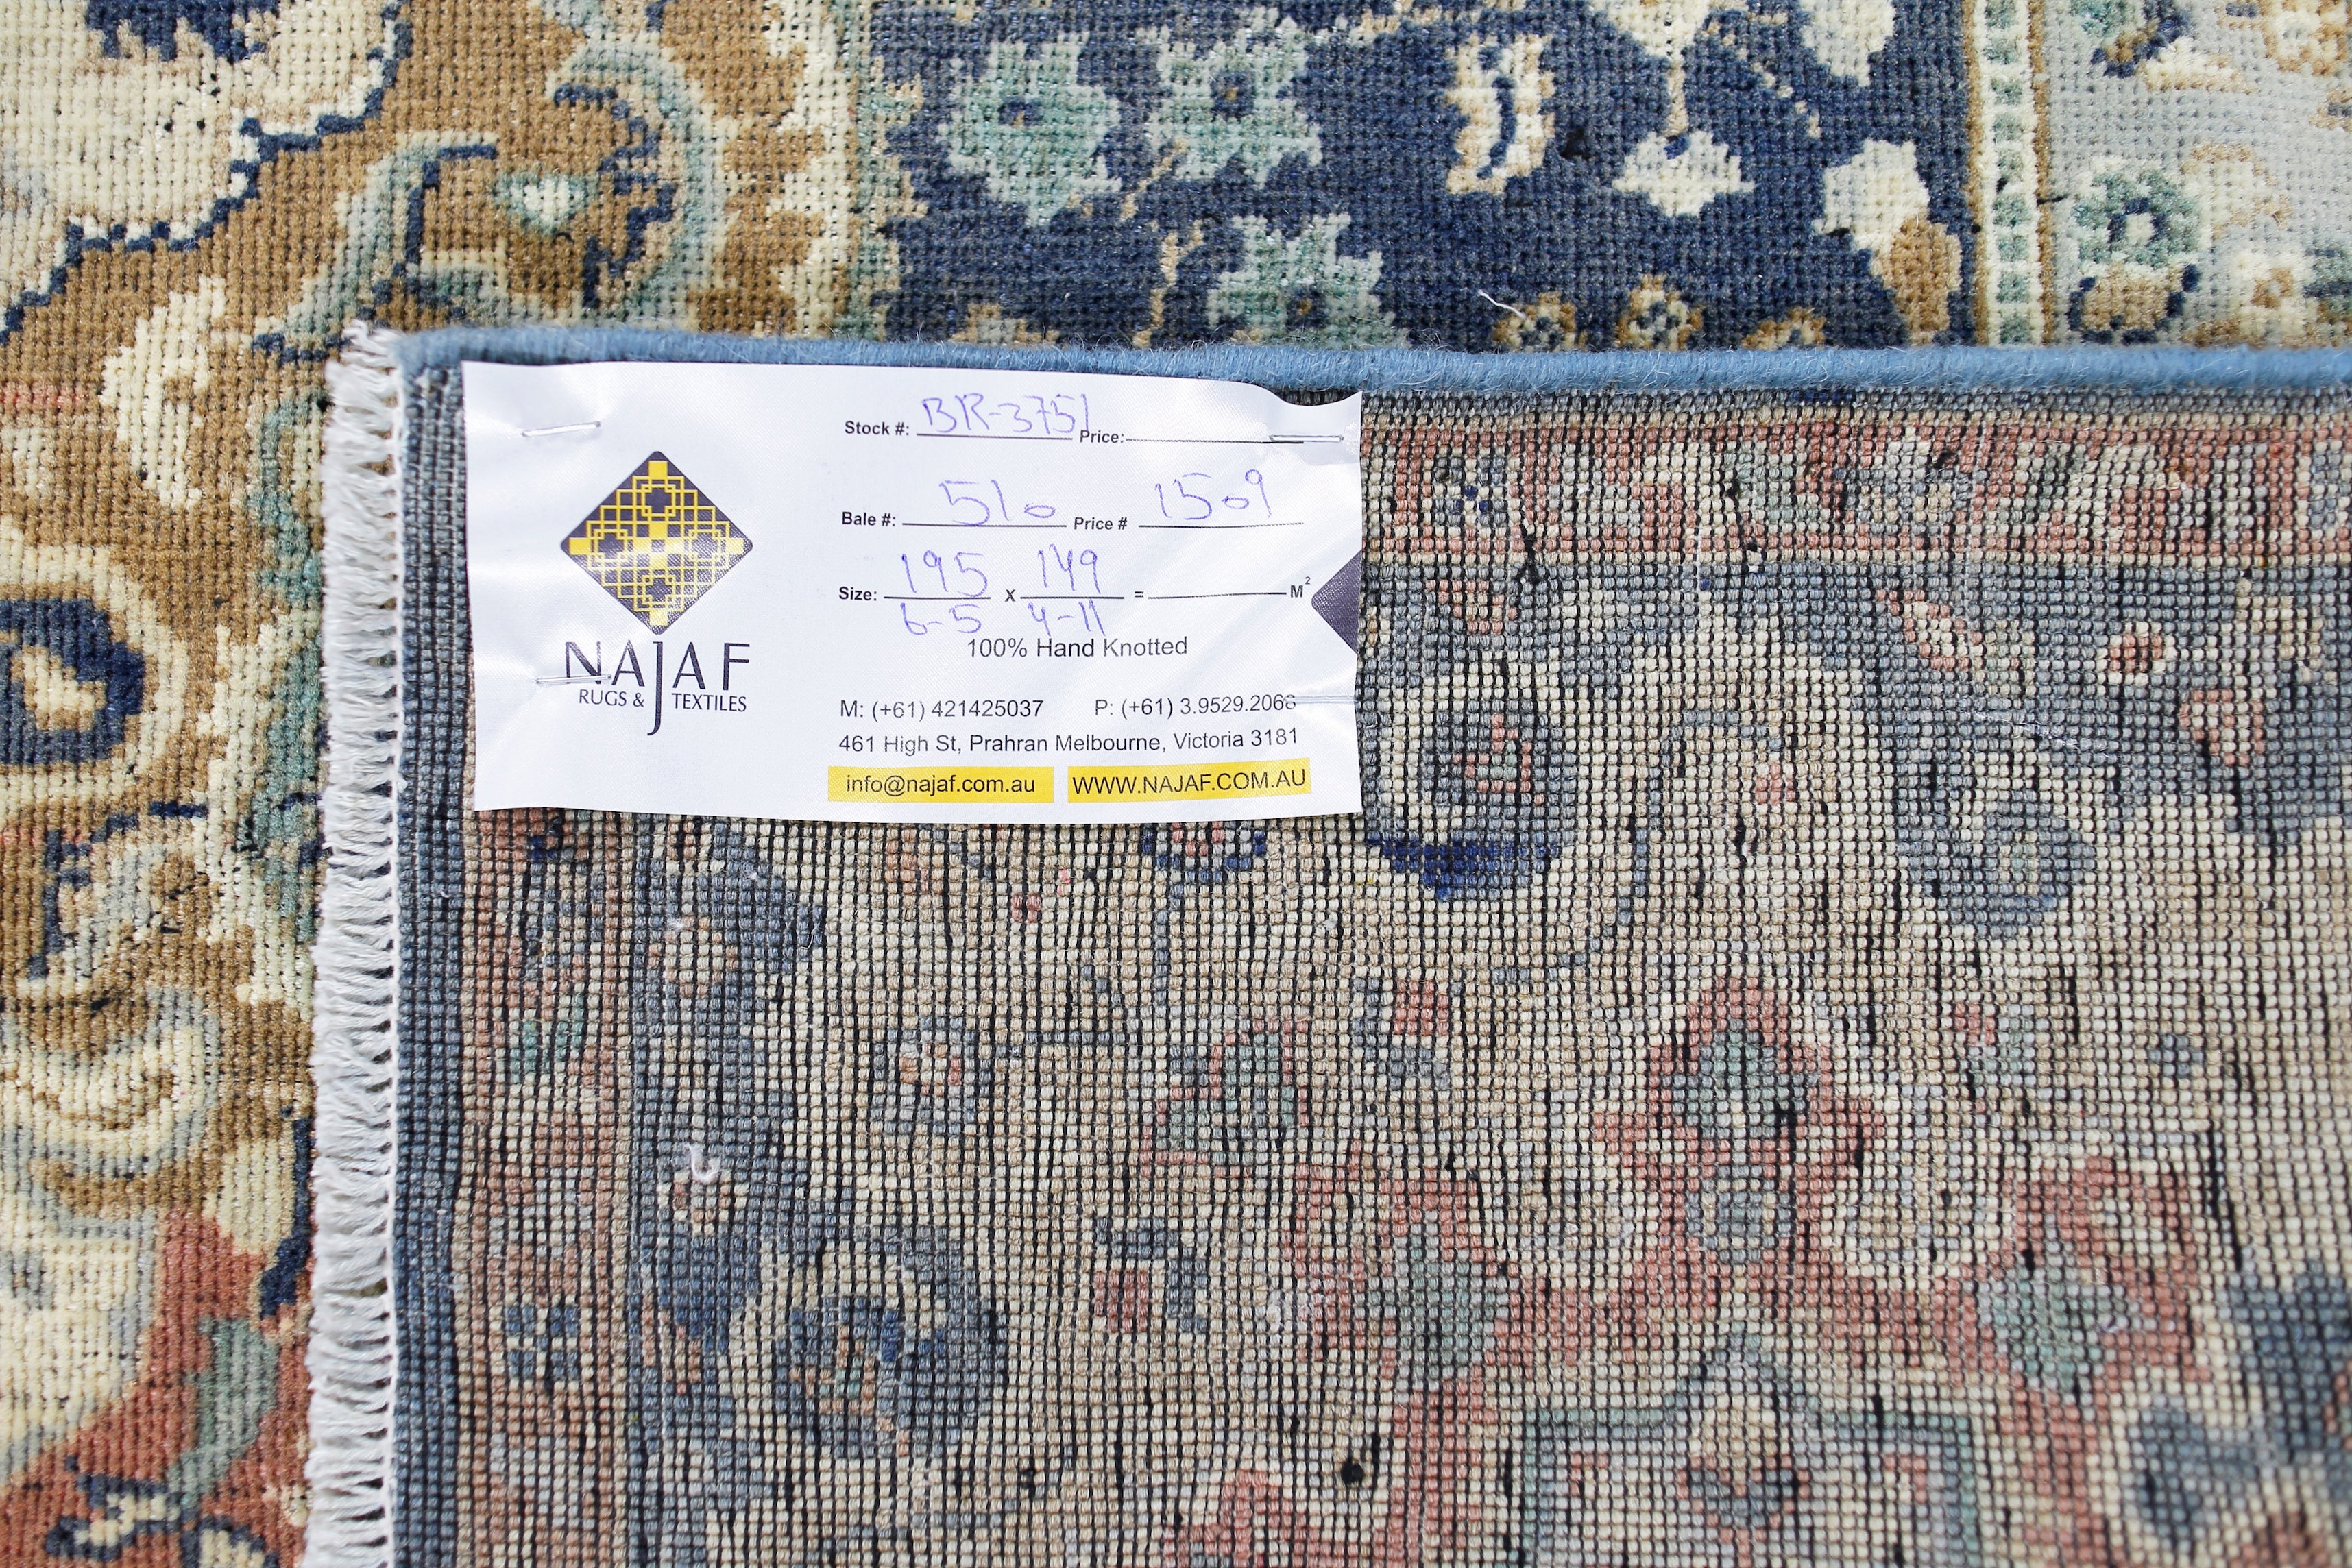 Stock #: BR-3751 Price:
Bale #: 510 Price # 1509
Size: 195 x 149 = M²
6-5 4-11
100% Hand Knotted
NAJAF
RUGS & TEXTILES
M: (+61) 421425037 P: (+61) 3.9529.2063
461 High St, Prahran Melbourne, Victoria 3181
info@najaf.com.au WWW.NAJAF.COM.AU